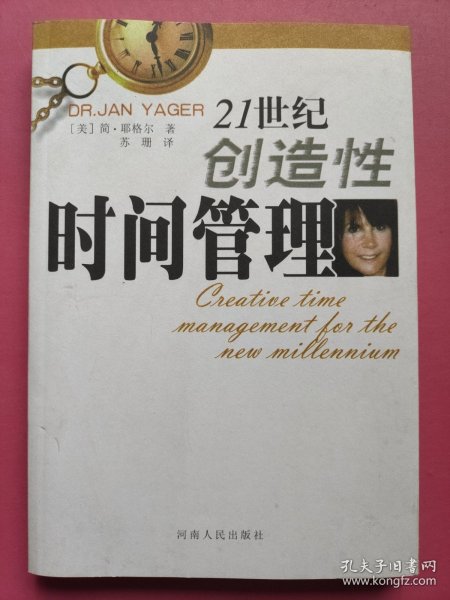 DR.JAN YAGER
[美]简·耶格尔 著
苏珊 译
21世纪
创造性
时间管理
Creative time
management for the
new millennium
河南人民出版社
孔夫子旧书网
www.kongfz.com